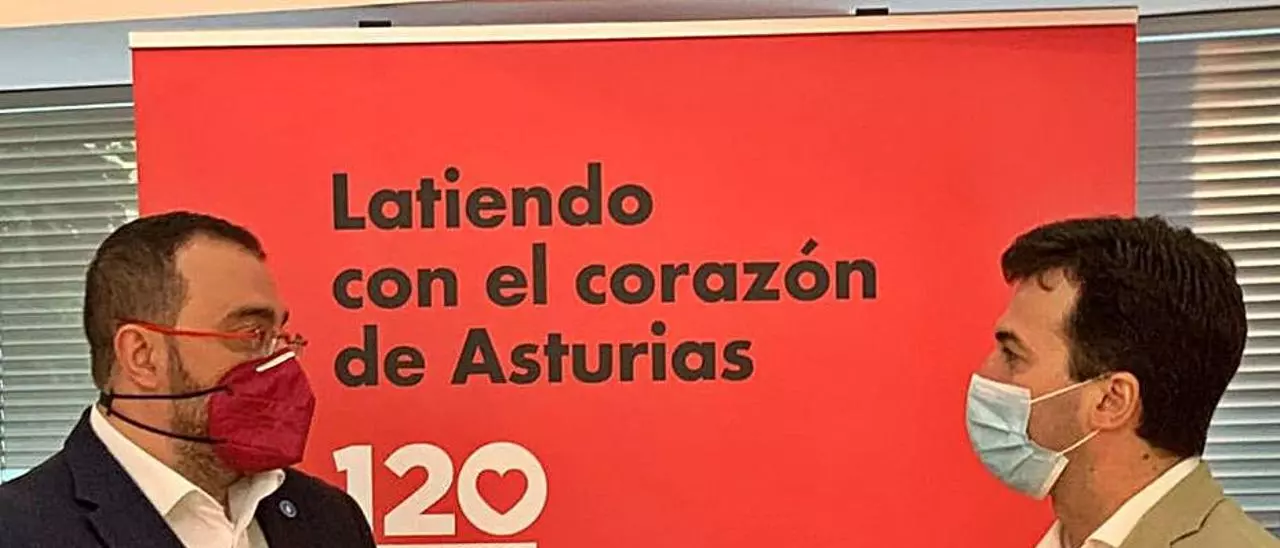 Latiendo
con el corazón
de Asturias
120